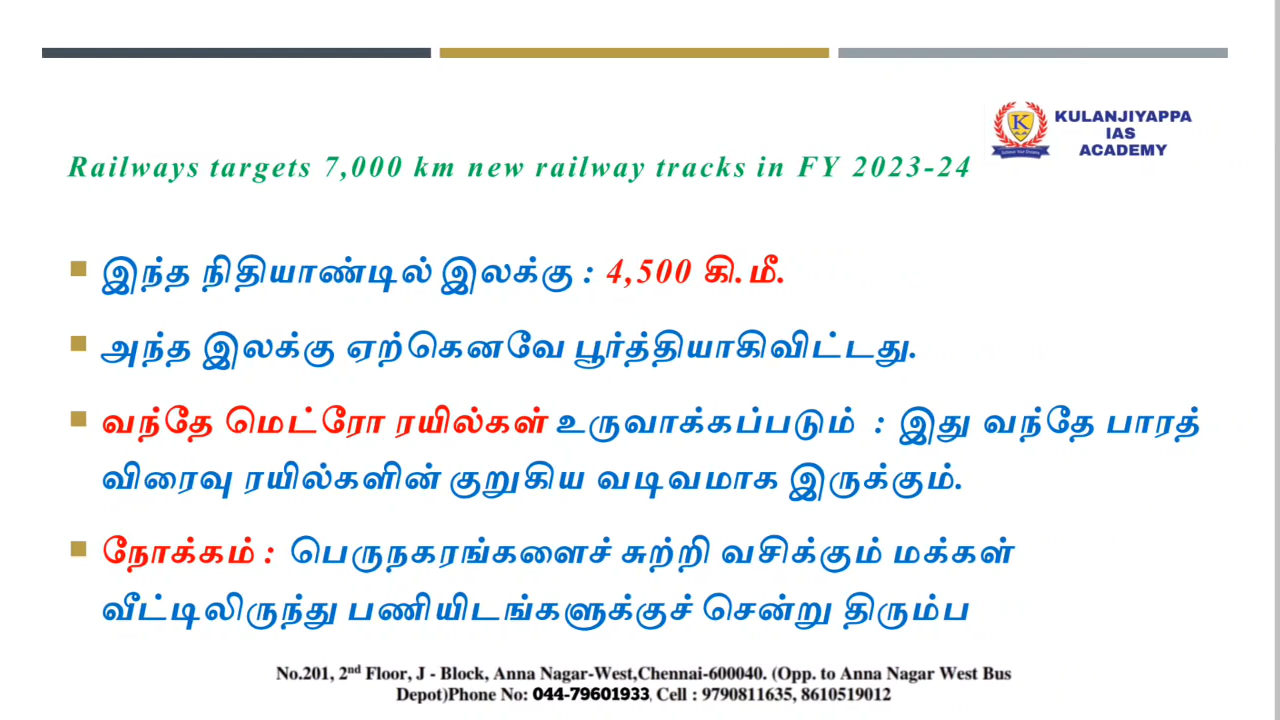 KULANJIYAPPA
IAS
ACADEMY
Railways targets 7,000 km new railway tracks in FY 2023-24
இந்த நிதியாண்டில் இலக்கு : 4,500 கி.மீ.
அந்த இலக்கு ஏற்கெனவே பூர்த்தியாகிவிட்டது.
வந்தே மெட்ரோ ரயில்கள் உருவாக்கப்படும் : இது வந்தே பாரத்
விரைவு ரயில்களின் குறுகிய வடிவமாக இருக்கும்.
நோக்கம் : பெருநகரங்களைச் சுற்றி வசிக்கும் மக்கள்
வீட்டிலிருந்து பணியிடங்களுக்குச் சென்று திரும்ப
No.201, 2nd Floor, J - Block, Anna Nagar-West,Chennai-600040. (Opp. to Anna Nagar West Bus
Depot)Phone No: 044-79601933, Cell : 9790811635, 8610519012